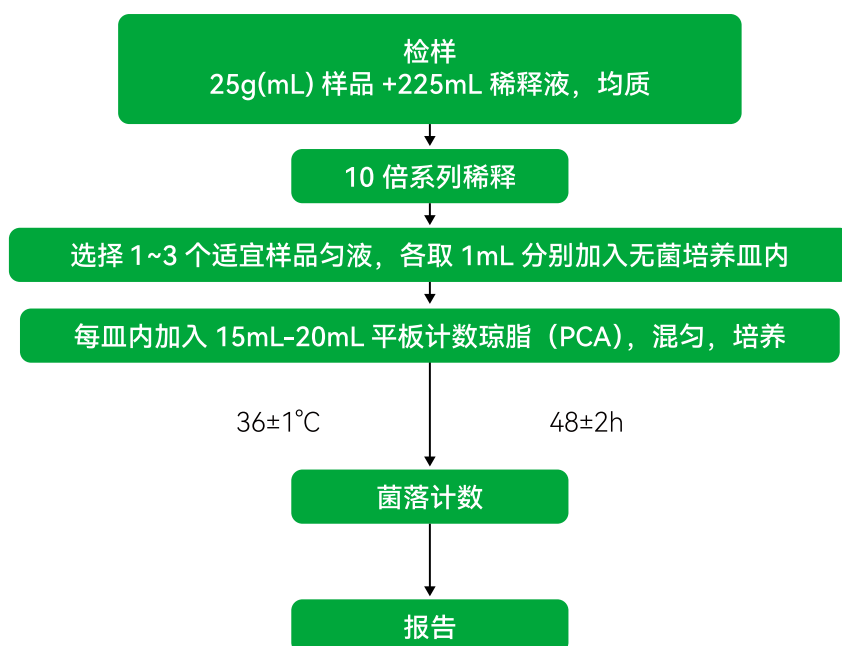 检样
25g(mL) 样品 +225mL 稀释液，均质
10 倍系列稀释
选择 1~3 个适宜样品匀液，各取 1mL 分别加入无菌培养皿内
每皿内加入 15mL-20mL 平板计数琼脂（PCA），混匀，培养
36±1°C
48±2h
菌落计数
报告